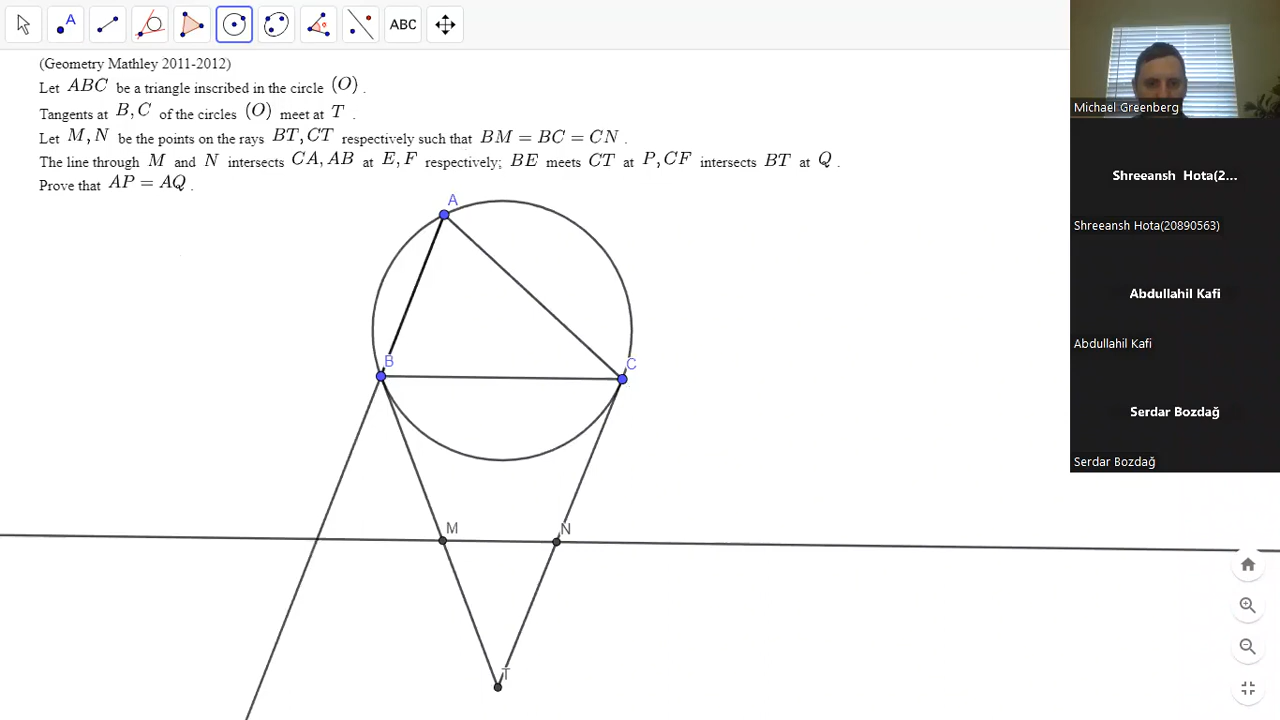 ABC
(Geometry Mathley 2011-2012)
Let ABC be a triangle inscribed in the circle (O) .
Tangents at B, C of the circles (O) meet at T .
Let M, N be the points on the rays BT, CT respectively such that BM = BC = CN .
The line through M and N intersects CA, AB at E, F respectively; BE meets CT at P, CF intersects BT at Q .
Prove that AP = AQ .
A
B
C
M
N
T
Michael Greenberg
Shreeansh Hota(2...
Shreeansh Hota(20890563)
Abdullahil Kafi
Abdullahil Kafi
Serdar Bozdağ
Serdar Bozdağ